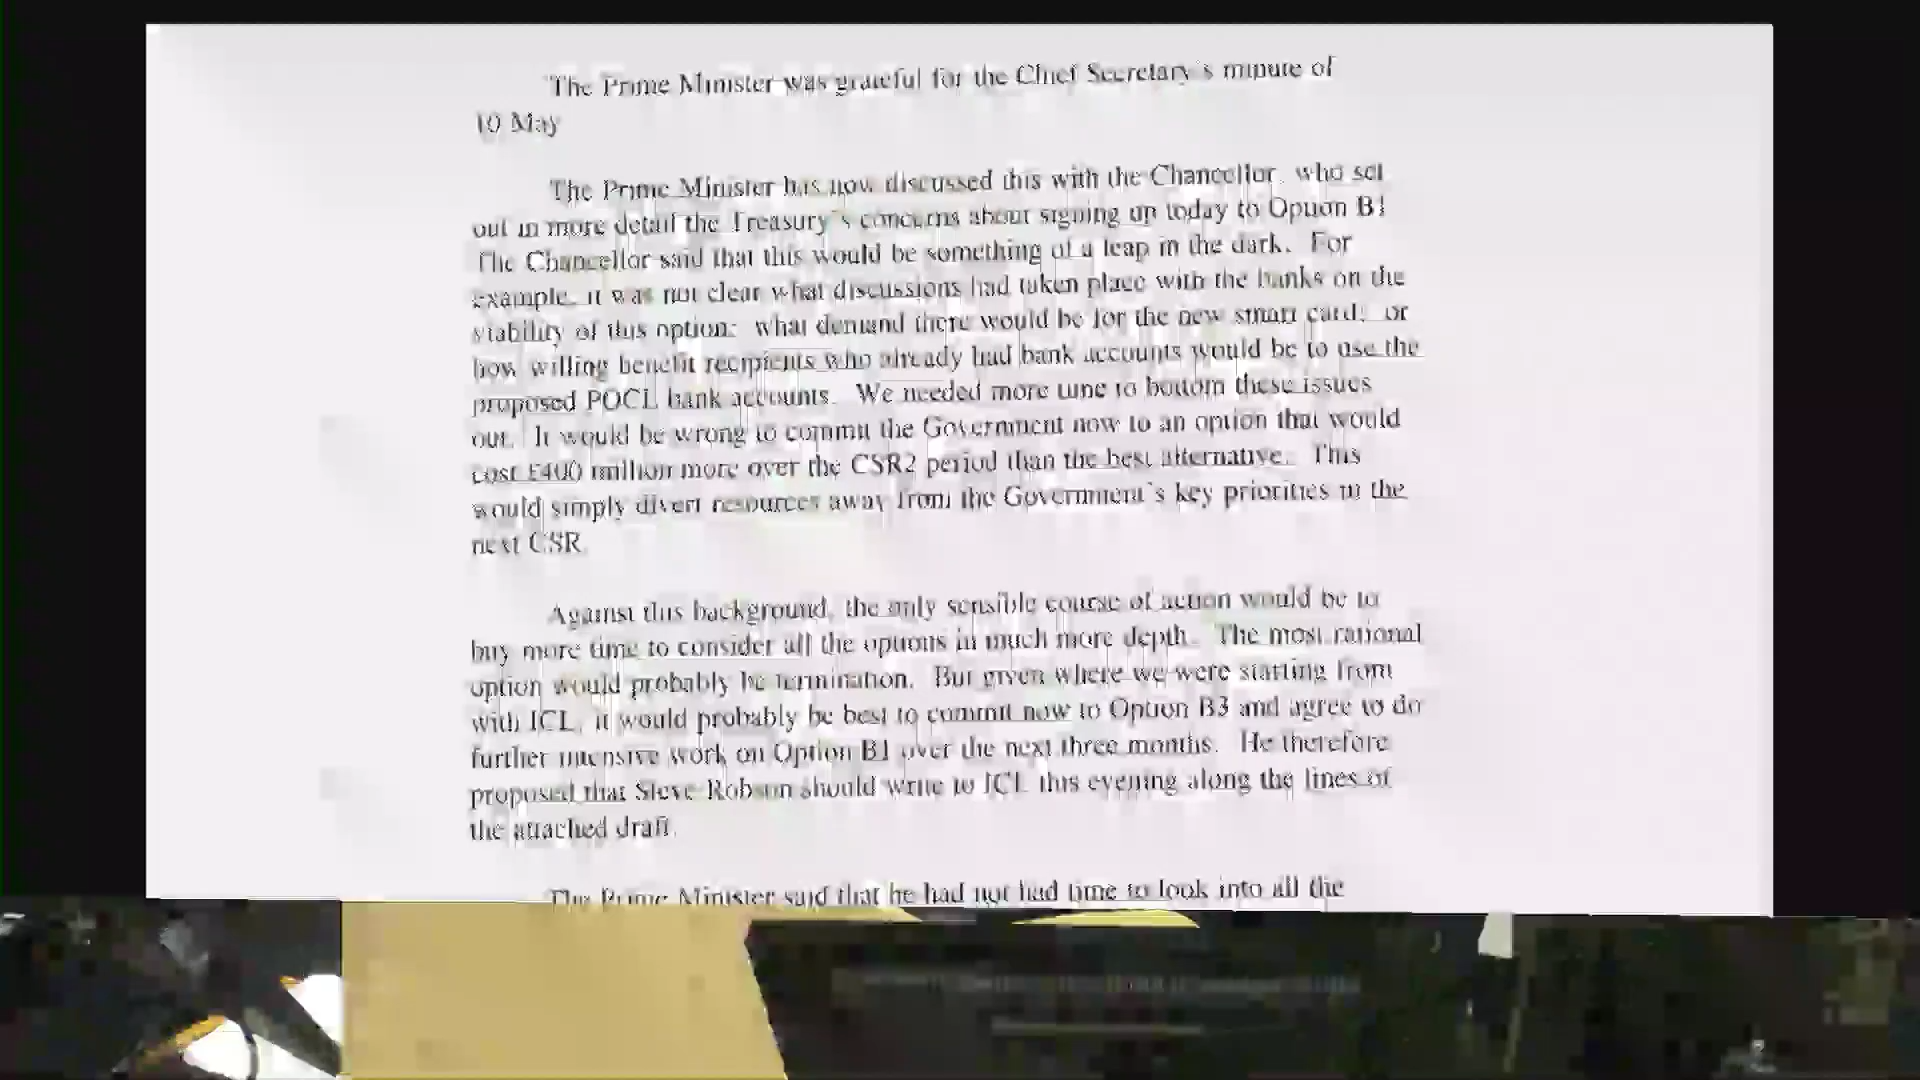 The Prime Minister was grateful for the Chief Secretary's minute of
10 May
The Prime Minister has now discussed this with the Chancellor, who set
out in more detail the Treasury's concerns about signing up today to Option B1
The Chancellor said that this would be something of a leap in the dark. For
example, it was not clear what discussions had taken place with the banks on the
viability of this option; what demand there would be for the new smart card; or
how willing benefit recipients who already had bank accounts would be to use the
proposed POCL bank accounts. We needed more time to bottom these issues
out. It would be wrong to commit the Government now to an option that would
cost £400 million more over the CSR2 period than the best alternative. This
would simply divert resources away from the Government's key priorities in the
next CSR.
Against this background, the only sensible course of action would be to
buy more time to consider all the options in much more depth. The most rational
option would probably be termination. But given where we were starting from
with ICL, it would probably be best to commit now to Option B3 and agree to do
further intensive work on Option B1 over the next three months. He therefore
proposed that Steve Robson should write to ICL this evening along the lines of
the attached draft.
The Prime Minister said that he had not had time to look into all the